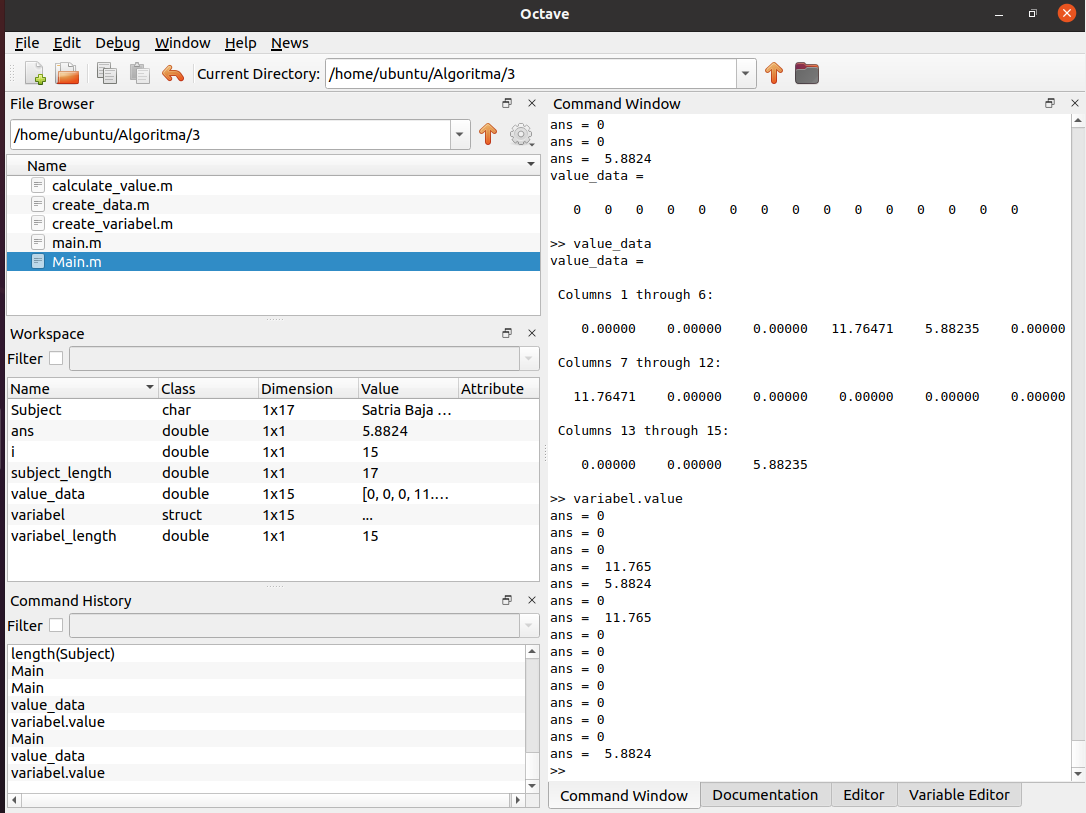 Octave
File Edit Debug Window Help News
Current Directory: /home/ubuntu/Algoritma/3
File Browser
/home/ubuntu/Algoritma/3
Name
calculate_value.m
create_data.m
create_variabel.m
main.m
Main.m
Workspace
Filter
Name Class Dimension Value Attribute
Subject char 1x17 Satria Baja ...
ans double 1x1 5.8824
i double 1x1 15
subject_length double 1x1 17
value_data double 1x15 [0, 0, 0, 11....
variabel struct 1x15 ...
variabel_length double 1x1 15
Command History
Filter
length(Subject)
Main
Main
value_data
variabel.value
Main
value_data
variabel.value
Command Window
ans = 0
ans = 0
ans = 5.8824
value_data =
0 0 0 0 0 0 0 0 0 0 0 0 0 0 0
>> value_data
value_data =
Columns 1 through 6:
0.00000 0.00000 0.00000 11.76471 5.88235 0.00000
Columns 7 through 12:
11.76471 0.00000 0.00000 0.00000 0.00000 0.00000
Columns 13 through 15:
0.00000 0.00000 5.88235
>> variabel.value
ans = 0
ans = 0
ans = 0
ans = 11.765
ans = 5.8824
ans = 0
ans = 11.765
ans = 0
ans = 0
ans = 0
ans = 0
ans = 0
ans = 0
ans = 0
ans = 5.8824
>>
Command Window Documentation Editor Variable Editor